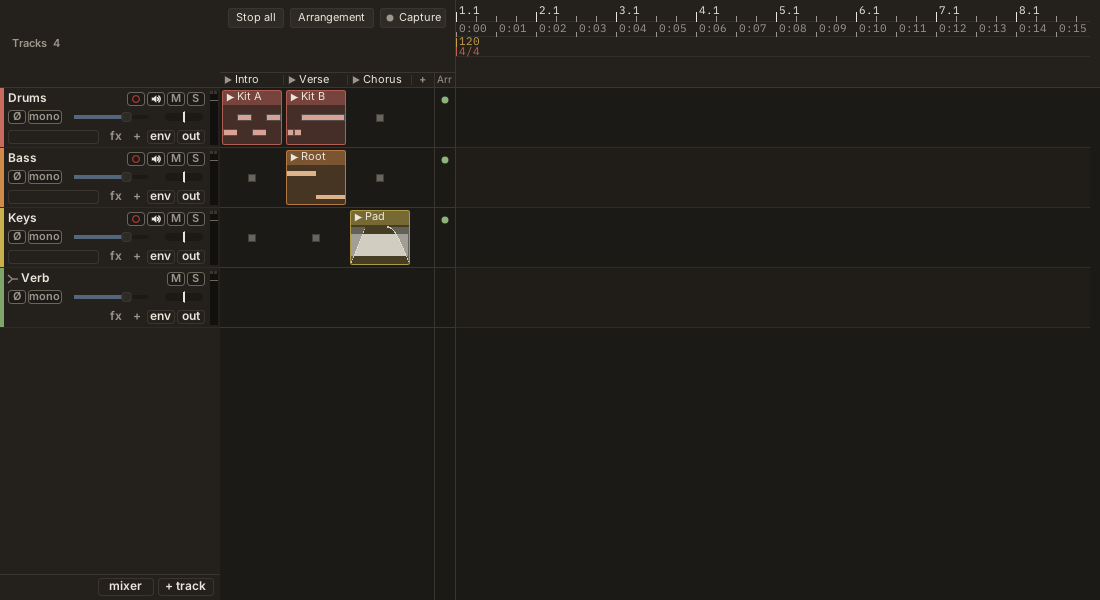 Stop all Arrangement Capture
1.1 2.1 3.1 4.1 5.1 6.1 7.1 8.1
0:00 0:01 0:02 0:03 0:04 0:05 0:06 0:07 0:08 0:09 0:10 0:11 0:12 0:13 0:14 0:15
Tracks 4
120
4/4
Intro Verse Chorus + Arr
Drums M S Kit A Kit B
Ø mono
fx + env out
Bass M S Root
Ø mono
fx + env out
Keys M S Pad
Ø mono
fx + env out
Verb M S
Ø mono
fx + env out
mixer + track